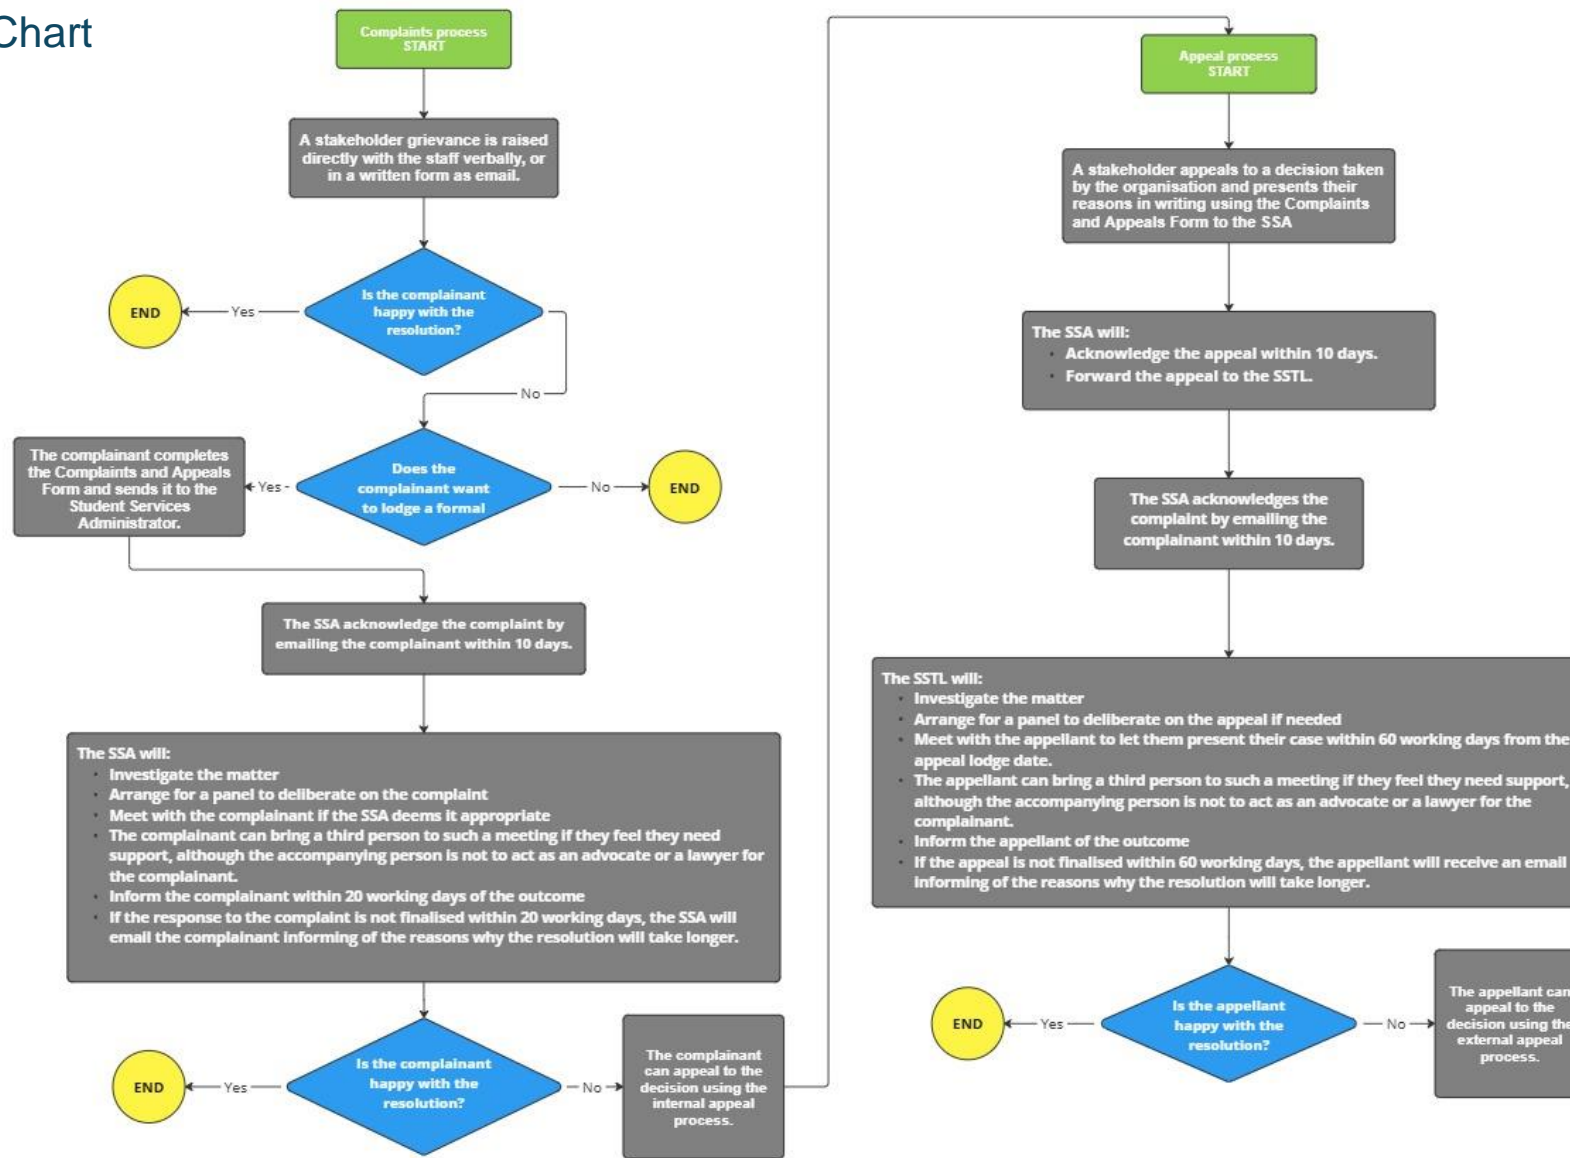 Chart
Complaints process
START
A stakeholder grievance is raised
directly with the staff verbally, or
in a written form as email.
Is the complainant
happy with the
resolution?
Yes
END
No
Does the
complainant want
to lodge a formal
No
END
Yes
The complainant completes
the Complaints and Appeals
Form and sends it to the
Student Services
Administrator.
The SSA acknowledge the complaint by
emailing the complainant within 10 days.
The SSA will:
· Investigate the matter
· Arrange for a panel to deliberate on the complaint
· Meet with the complainant if the SSA deems it appropriate
· The complainant can bring a third person to such a meeting if they feel they need
support, although the accompanying person is not to act as an advocate or a lawyer for
the complainant.
· Inform the complainant within 20 working days of the outcome
· If the response to the complaint is not finalised within 20 working days, the SSA will
email the complainant informing of the reasons why the resolution will take longer.
Is the complainant
happy with the
resolution?
Yes
END
No
The complainant
can appeal to the
decision using the
internal appeal
process.
Appeal process
START
A stakeholder appeals to a decision taken
by the organisation and presents their
reasons in writing using the Complaints
and Appeals Form to the SSA
The SSA will:
· Acknowledge the appeal within 10 days.
· Forward the appeal to the SSTL.
The SSA acknowledges the
complaint by emailing the
complainant within 10 days.
The SSTL will:
· Investigate the matter
· Arrange for a panel to deliberate on the appeal if needed
· Meet with the appellant to let them present their case within 60 working days from the
appeal lodge date.
· The appellant can bring a third person to such a meeting if they feel they need support,
although the accompanying person is not to act as an advocate or a lawyer for the
complainant.
· Inform the appellant of the outcome
· If the appeal is not finalised within 60 working days, the appellant will receive an email
informing of the reasons why the resolution will take longer.
Is the appellant
happy with the
resolution?
Yes
END
No
The appellant can
appeal to the
decision using the
external appeal
process.